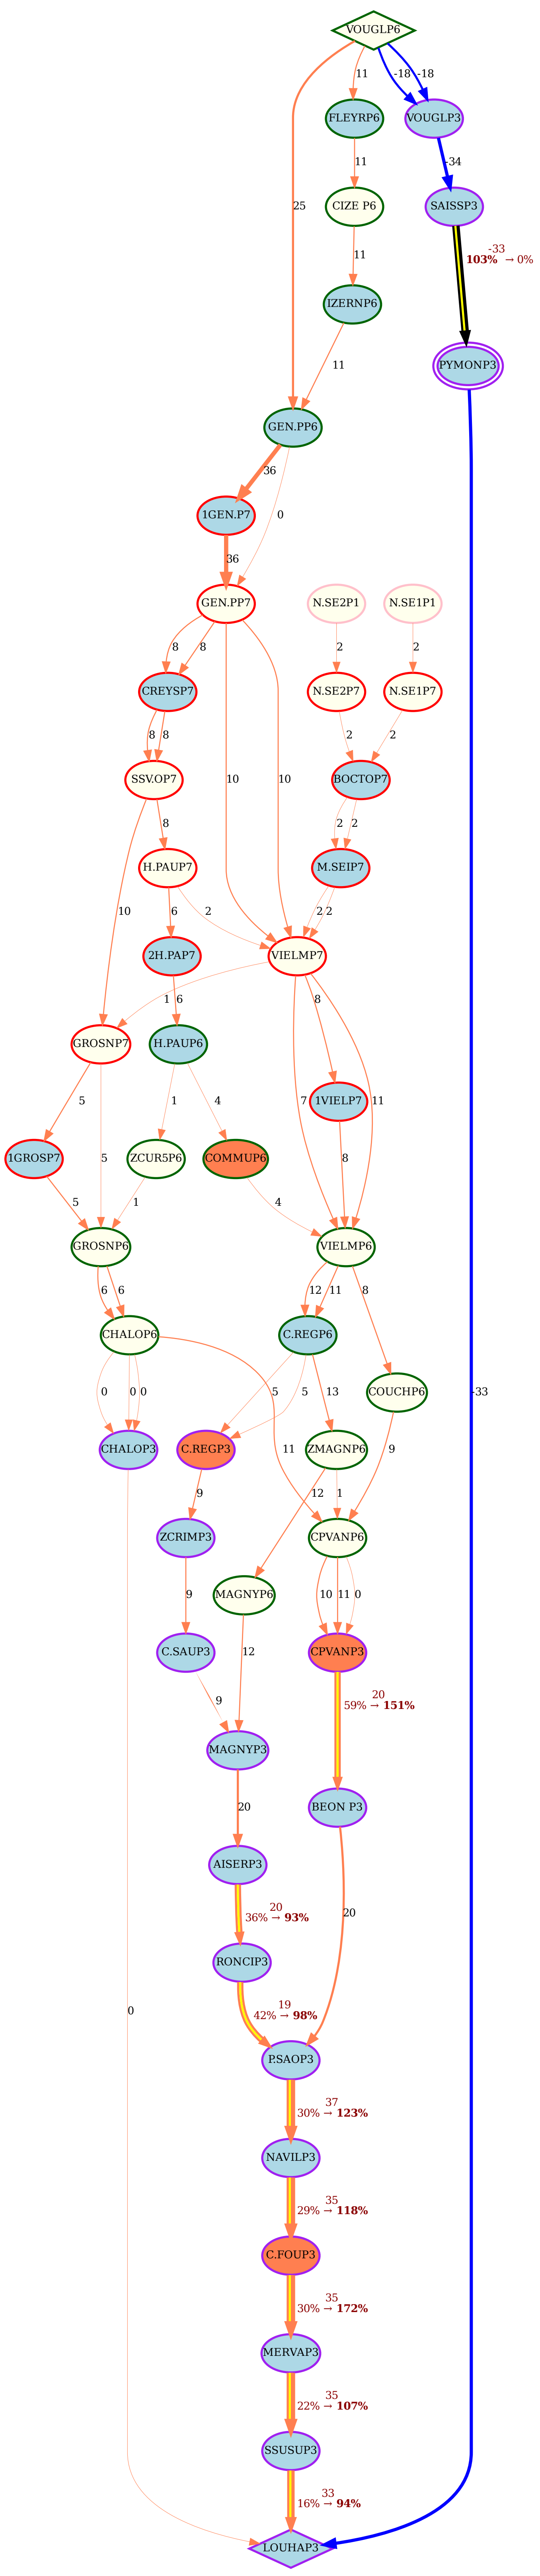 VOUGLP6
11
-18
-18
FLEYRP6
VOUGLP3
11
-34
25
CIZE P6
SAISSP3
-33
103% → 0%
11
IZERNP6
11
PYMONP3
GEN.PP6
36
0
1GEN.P7
36
GEN.PP7
N.SE2P1
N.SE1P1
8
8
2
2
CREYSP7
N.SE2P7
N.SE1P7
8
8
2
2
SSV.OP7
10
10
BOCTOP7
8
2
2
H.PAUP7
M.SEIP7
10
6
2
2
2
2H.PAP7
VIELMP7
1
6
8
GROSNP7
H.PAUP6
5
1
4
7
1VIELP7
11
1GROSP7
5
ZCUR5P6
COMMUP6
8
5
1
4
GROSNP6
VIELMP6
6
6
12
11
8
CHALOP6
C.REGP6
0
0
0
5
5
13
COUCHP6
-33
CHALOP3
C.REGP3
11
ZMAGNP6
9
9
12
1
ZCRIMP3
CPVANP6
9
MAGNYP6
10
11
0
C.SAUP3
12
CPVANP3
9
20
59% → 151%
MAGNYP3
20
BEON P3
AISERP3
20
36% → 93%
20
RONCIP3
0
19
42% → 98%
P.SAOP3
37
30% → 123%
NAVILP3
35
29% → 118%
C.FOUP3
35
30% → 172%
MERVAP3
35
22% → 107%
SSUSUP3
33
16% → 94%
LOUHAP3